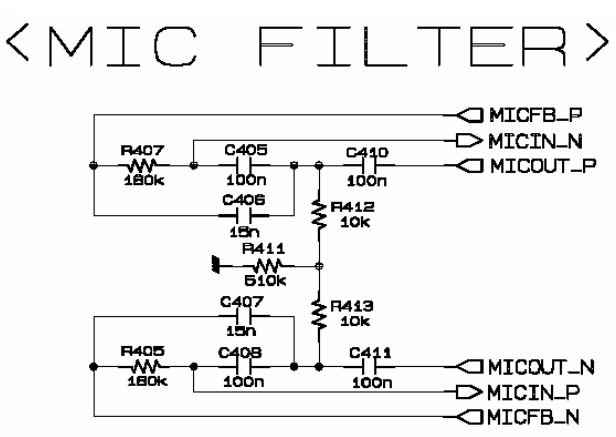 <MIC FILTER>
MICFB_P
MICIN_N
R407 C405 C410 MICOUT_P
180k 100n 100n
C406
15n
R412
10k
R411
510k
C407
15n
R413
10k
R405 C408 C411 MICOUT_N
180k 100n 100n
MICIN_P
MICFB_N